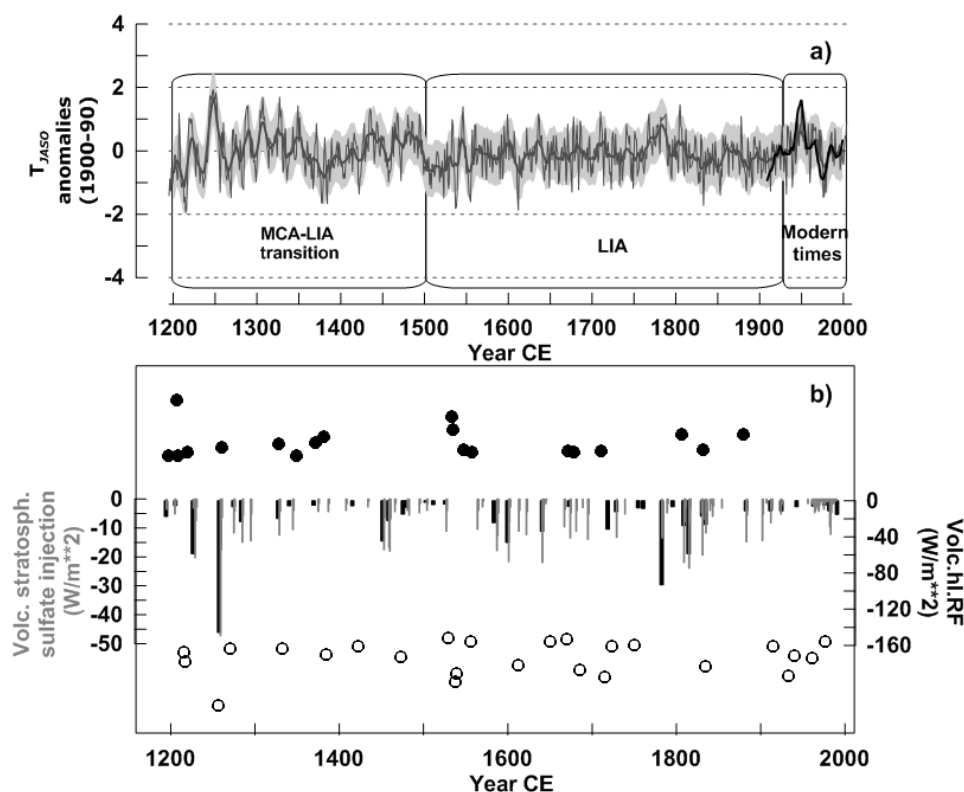 4
a)
2
0
-2
-4
T JASO
anomalies
(1900-90)
MCA-LIA
transition
LIA
Modern
times
1200 1300 1400 1500 1600 1700 1800 1900 2000
Year CE
b)
0
-10
-20
-30
-40
-50
Volc. stratosph.
sulfate injection
(W/m**2)
0
-40
-80
-120
-160
Volc.hl.RF
(W/m**2)
1200 1400 1600 1800 2000
Year CE